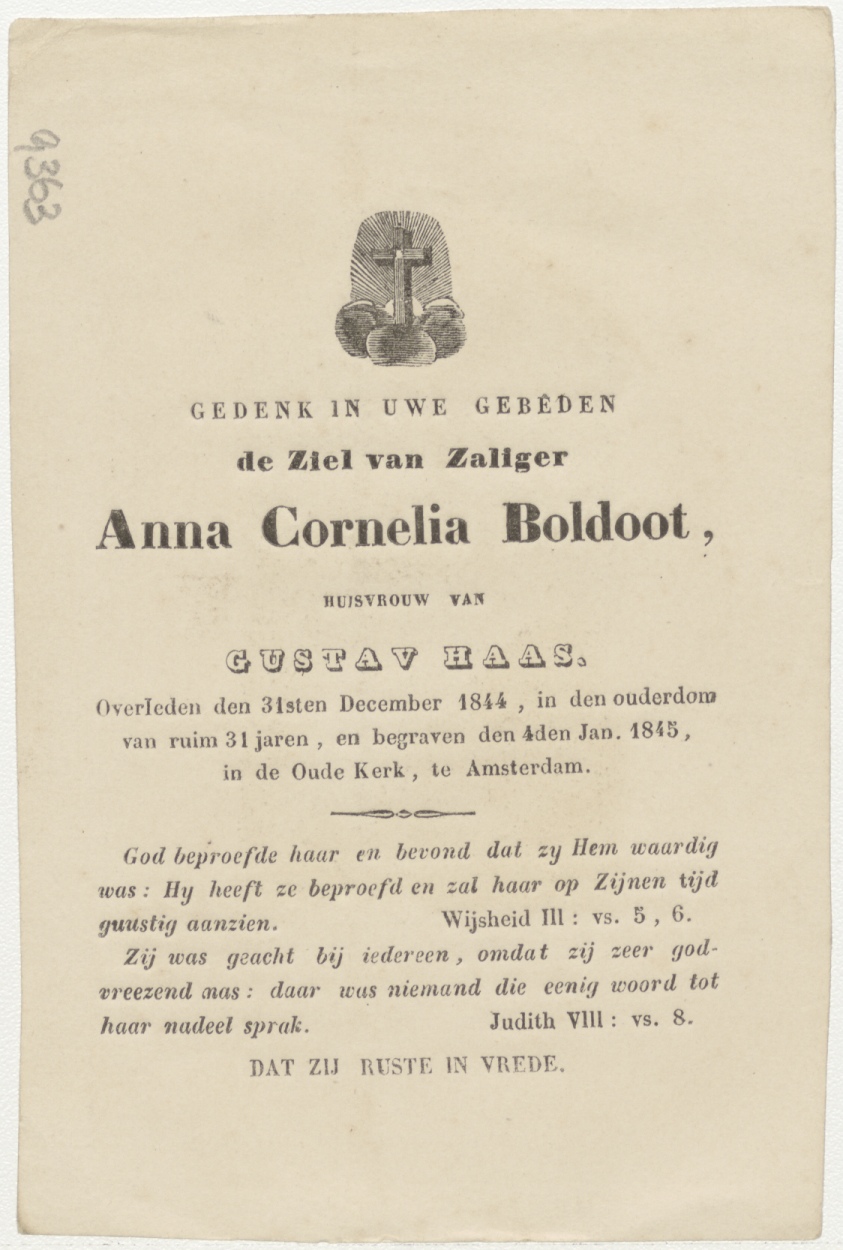 9363
GEDENK IN UWE GEBEDEN
de Ziel van Zaliger
Anna Cornelia Boldoot,
HUISVROUW VAN
GUSTAV HAAS.
Overleden den 31sten December 1844, in den ouderdom
van ruim 31 jaren, en begraven den 4den Jan. 1845,
in de Oude Kerk, te Amsterdam.
God beproefde haar en bevond dat zy Hem waardig
was: Hy heeft ze beproefd en zal haar op Zijnen tijd
guustig aanzien. Wijsheid III: vs. 5, 6.
Zij was geacht bij iedereen, omdat zij zeer god-
vreezend was: daar was niemand die eenig woord tot
haar nadeel sprak. Judith VIII: vs. 8.
DAT ZIJ RUSTE IN VREDE.